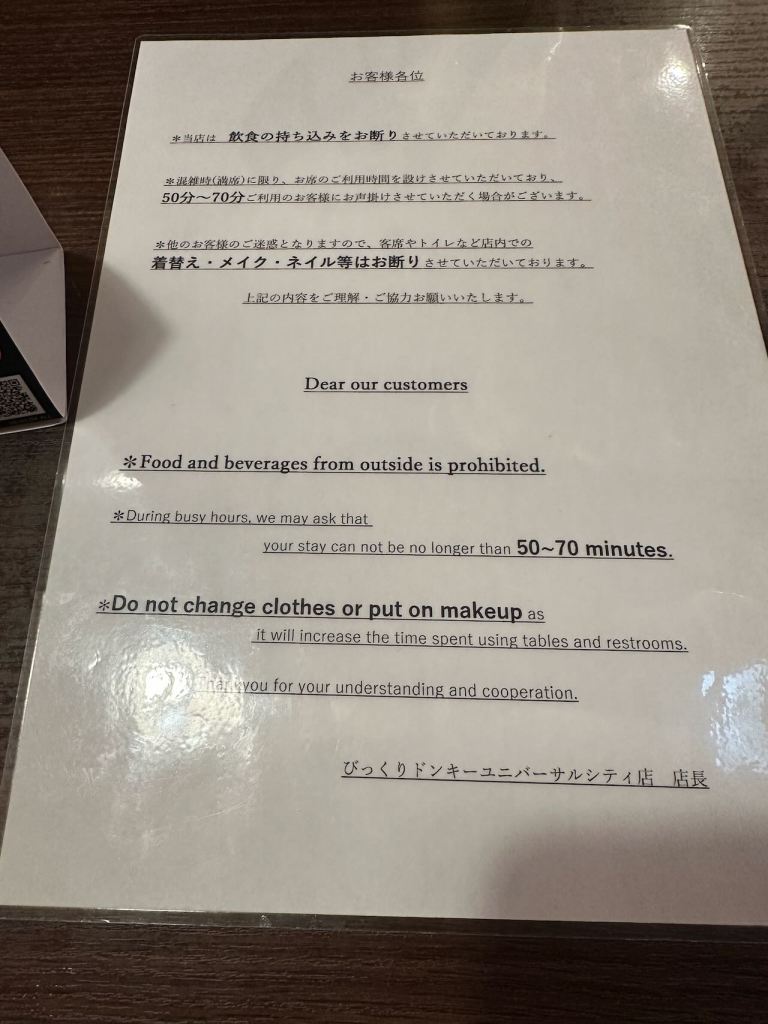 お客様各位
＊当店は 飲食の持ち込みをお断りさせていただいております。
＊混雑時(満席)に限り、お席のご利用時間を設けさせていただいており、
50分～70分ご利用のお客様にお声掛けさせていただく場合がございます。
＊他のお客様のご迷惑となりますので、客席やトイレなど店内での
着替え・メイク・ネイル等はお断りさせていただいております。
上記の内容をご理解・ご協力お願いいたします。
Dear our customers
＊Food and beverages from outside is prohibited.
＊During busy hours, we may ask that
your stay can not be no longer than 50~70 minutes.
＊Do not change clothes or put on makeup as
it will increase the time spent using tables and restrooms.
Thank you for your understanding and cooperation.
びっくりドンキーユニバーサルシティ店 店長